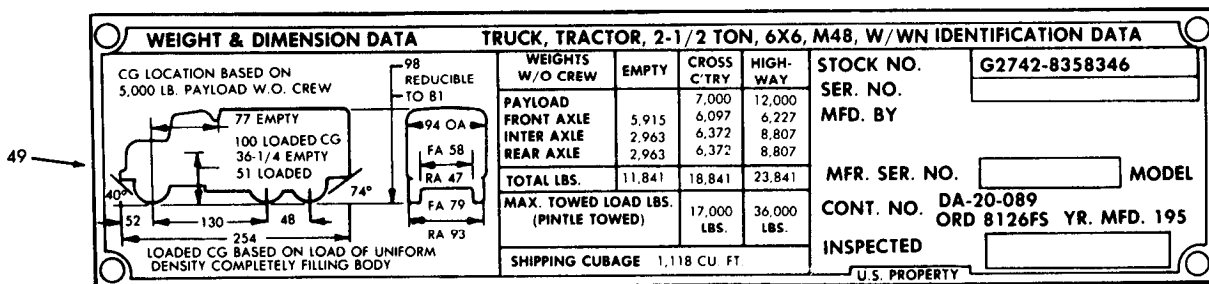 WEIGHT & DIMENSION DATA
TRUCK, TRACTOR, 2-1/2 TON, 6X6, M48, W/WN IDENTIFICATION DATA
49
CG LOCATION BASED ON
5,000 LB. PAYLOAD W.O. CREW
98
REDUCIBLE
TO 81
77 EMPTY
100 LOADED CG
36-1/4 EMPTY
51 LOADED
40°
74°
52
130
48
254
94 OA
FA 58
RA 47
FA 79
RA 93
LOADED CG BASED ON LOAD OF UNIFORM
DENSITY COMPLETELY FILLING BODY
WEIGHTS W/O CREW EMPTY CROSS C'TRY HIGH-WAY
PAYLOAD 7,000 12,000
FRONT AXLE 5,915 6,097 6,227
INTER AXLE 2,963 6,372 8,807
REAR AXLE 2,963 6,372 8,807
TOTAL LBS. 11,841 18,841 23,841
MAX. TOWED LOAD LBS.
(PINTLE TOWED) 17,000 LBS. 36,000 LBS.
SHIPPING CUBAGE 1,118 CU. FT.
STOCK NO. G2742-8358346
SER. NO.
MFD. BY
MFR. SER. NO. MODEL
CONT. NO. DA-20-089
ORD 8126FS YR. MFD. 195
INSPECTED
U.S. PROPERTY